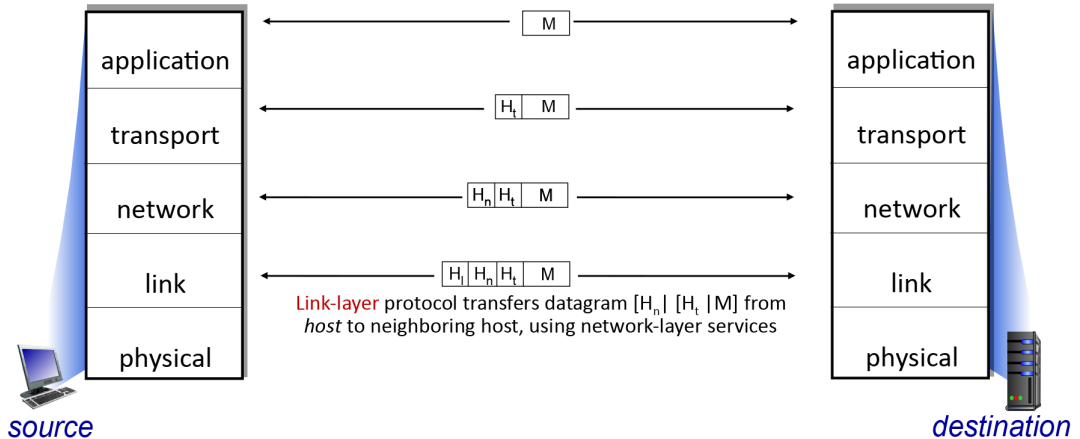 M
application
application
Hₜ M
transport
transport
Hₙ Hₜ M
network
network
Hₗ Hₙ Hₜ M
link
link
Link-layer protocol transfers datagram [Hₙ| [Hₜ |M] from
host to neighboring host, using network-layer services
physical
physical
source
destination